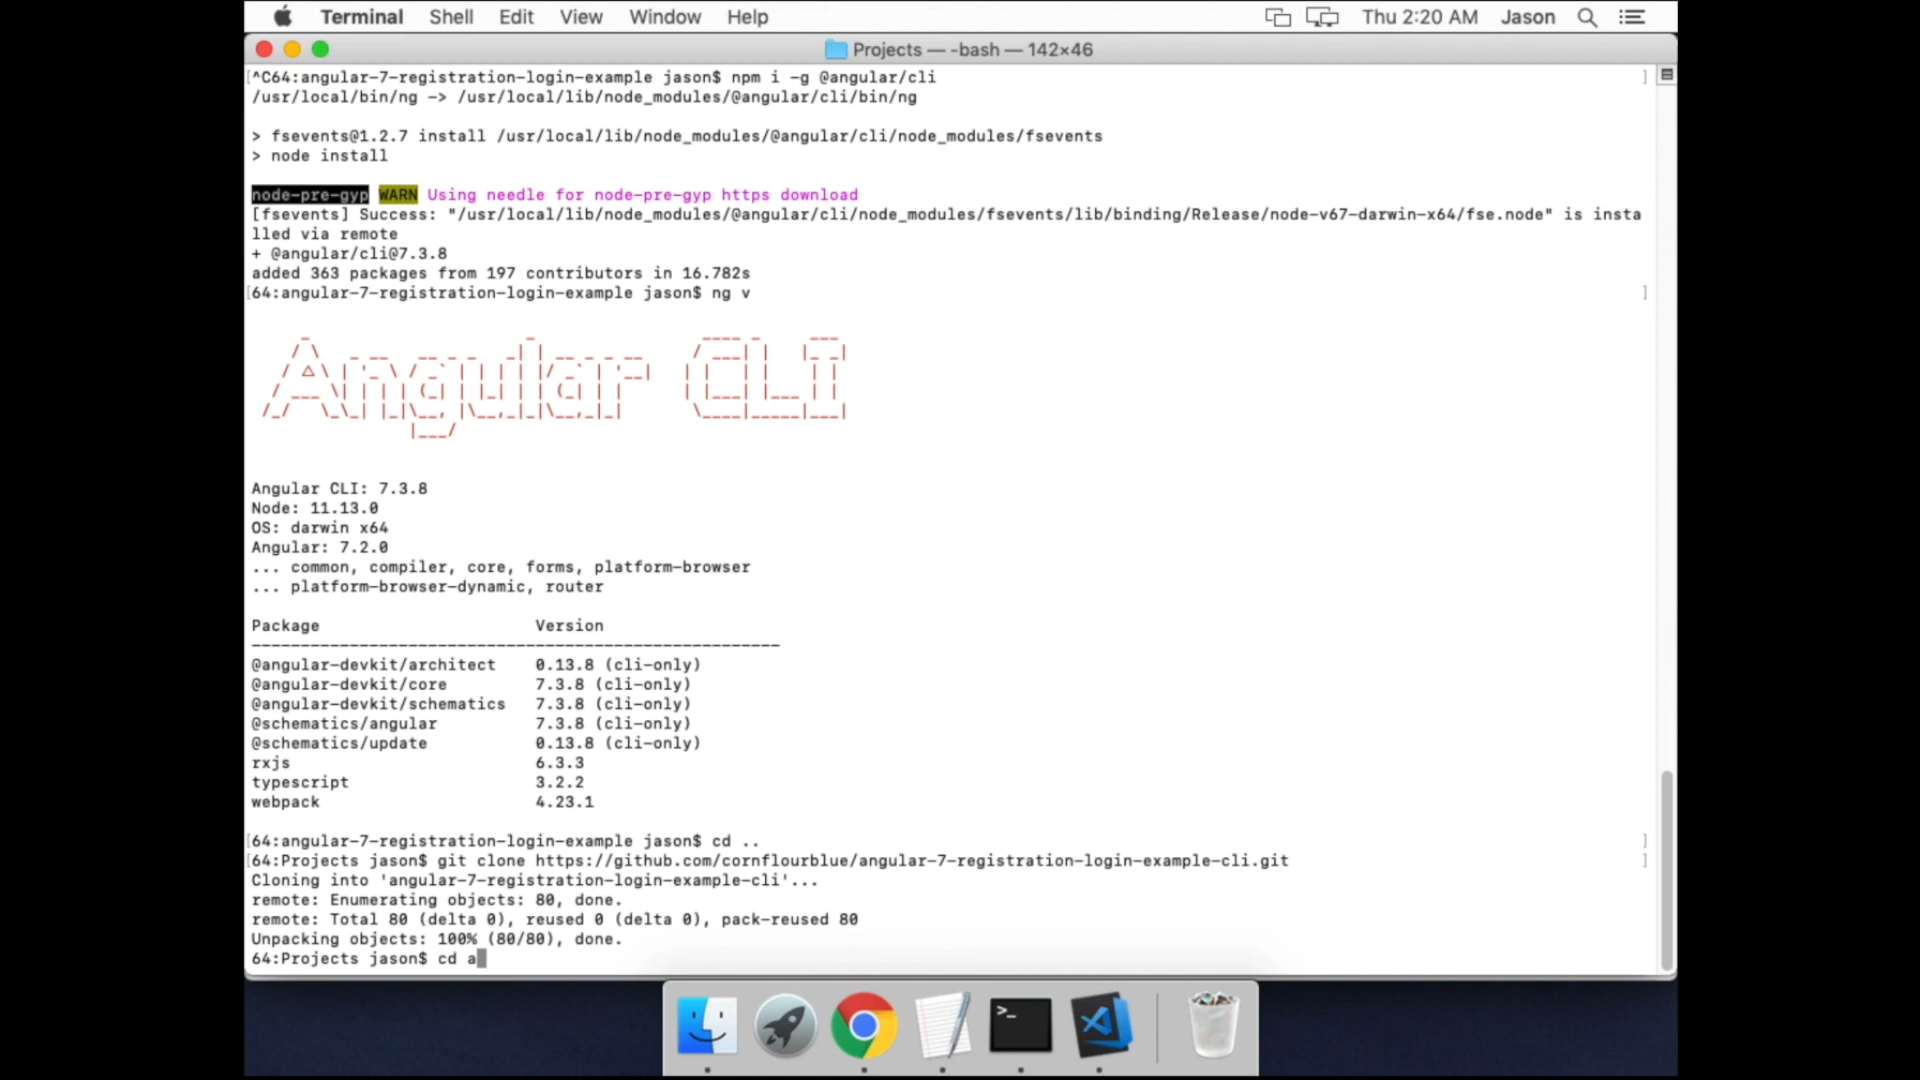 Terminal Shell Edit View Window Help Thu 2:20 AM Jason
Projects — -bash — 142×46
[^C64:angular-7-registration-login-example jason$ npm i -g @angular/cli ]
/usr/local/bin/ng -> /usr/local/lib/node_modules/@angular/cli/bin/ng
> fsevents@1.2.7 install /usr/local/lib/node_modules/@angular/cli/node_modules/fsevents
> node install
node-pre-gyp WARN Using needle for node-pre-gyp https download
[fsevents] Success: "/usr/local/lib/node_modules/@angular/cli/node_modules/fsevents/lib/binding/Release/node-v67-darwin-x64/fse.node" is insta
lled via remote
+ @angular/cli@7.3.8
added 363 packages from 197 contributors in 16.782s
[64:angular-7-registration-login-example jason$ ng v ]
Angular CLI
Angular CLI: 7.3.8
Node: 11.13.0
OS: darwin x64
Angular: 7.2.0
... common, compiler, core, forms, platform-browser
... platform-browser-dynamic, router
Package Version
-----------------------------------------------------------
@angular-devkit/architect 0.13.8 (cli-only)
@angular-devkit/core 7.3.8 (cli-only)
@angular-devkit/schematics 7.3.8 (cli-only)
@schematics/angular 7.3.8 (cli-only)
@schematics/update 0.13.8 (cli-only)
rxjs 6.3.3
typescript 3.2.2
webpack 4.23.1
[64:angular-7-registration-login-example jason$ cd .. ]
[64:Projects jason$ git clone https://github.com/cornflourblue/angular-7-registration-login-example-cli.git ]
Cloning into 'angular-7-registration-login-example-cli'...
remote: Enumerating objects: 80, done.
remote: Total 80 (delta 0), reused 0 (delta 0), pack-reused 80
Unpacking objects: 100% (80/80), done.
64:Projects jason$ cd a